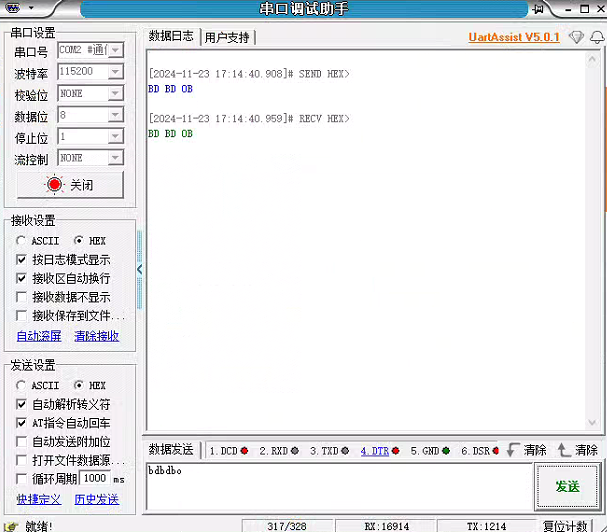 串口调试助手
串口设置
串口号 COM2 #通
波特率 115200
校验位 NONE
数据位 8
停止位 1
流控制 NONE
关闭
接收设置
ASCII HEX
按日志模式显示
接收区自动换行
接收数据不显示
接收保存到文件...
自动滚屏 清除接收
发送设置
ASCII HEX
自动解析转义符
AT指令自动回车
自动发送附加位
打开文件数据源...
循环周期 1000 ms
快捷定义 历史发送
数据日志 用户支持 UartAssist V5.0.1
[2024-11-23 17:14:40.908]# SEND HEX>
BD BD 0B
[2024-11-23 17:14:40.959]# RECV HEX>
BD BD 0B
数据发送 1.DCD 2.RXD 3.TXD 4.DTR 5.GND 6.DSR 清除 清除
bdbdbo
发送
就绪! 317/328 RX:16914 TX:1214 复位计数